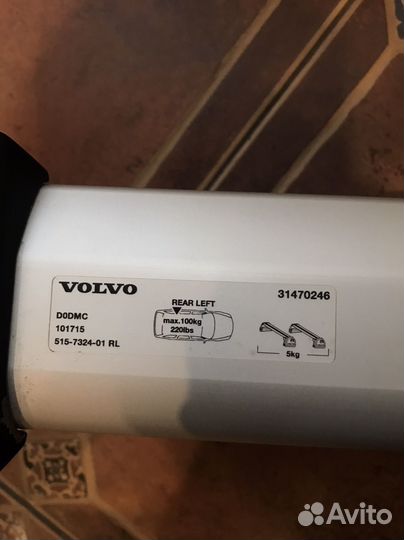 VOLVO
31470246
REAR LEFT
D0DMC
max.100kg
101715
220lbs
515-7324-01 RL
5kg
Avito